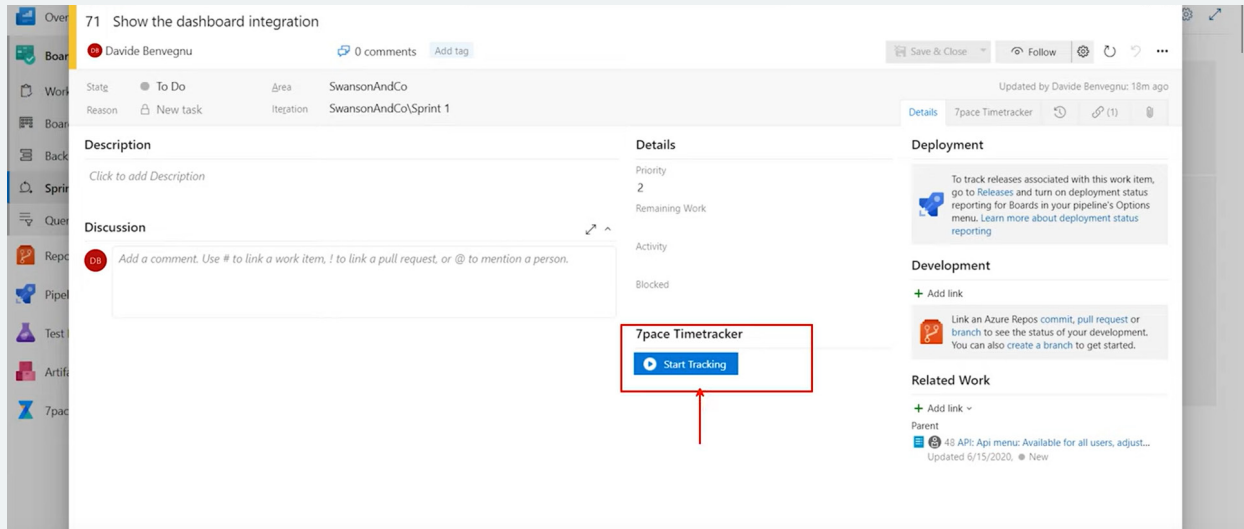 Over
Boar
Work
Boar
Back
Sprin
Quer
Repo
Pipel
Test
Artifa
7pac
71 Show the dashboard integration
DB Davide Benvegnu
0 comments
Add tag
Save & Close
Follow
State
To Do
Area
SwansonAndCo
Reason
New task
Iteration
SwansonAndCo\Sprint 1
Updated by Davide Benvegnu: 18m ago
Details
7pace Timetracker
(1)
Description
Click to add Description
Discussion
DB
Add a comment. Use # to link a work item, ! to link a pull request, or @ to mention a person.
Details
Priority
2
Remaining Work
Activity
Blocked
7pace Timetracker
Start Tracking
Deployment
To track releases associated with this work item,
go to Releases and turn on deployment status
reporting for Boards in your pipeline's Options
menu. Learn more about deployment status
reporting
Development
+ Add link
Link an Azure Repos commit, pull request or
branch to see the status of your development.
You can also create a branch to get started.
Related Work
+ Add link
Parent
48 API: Api menu: Available for all users, adjust...
Updated 6/15/2020, ● New